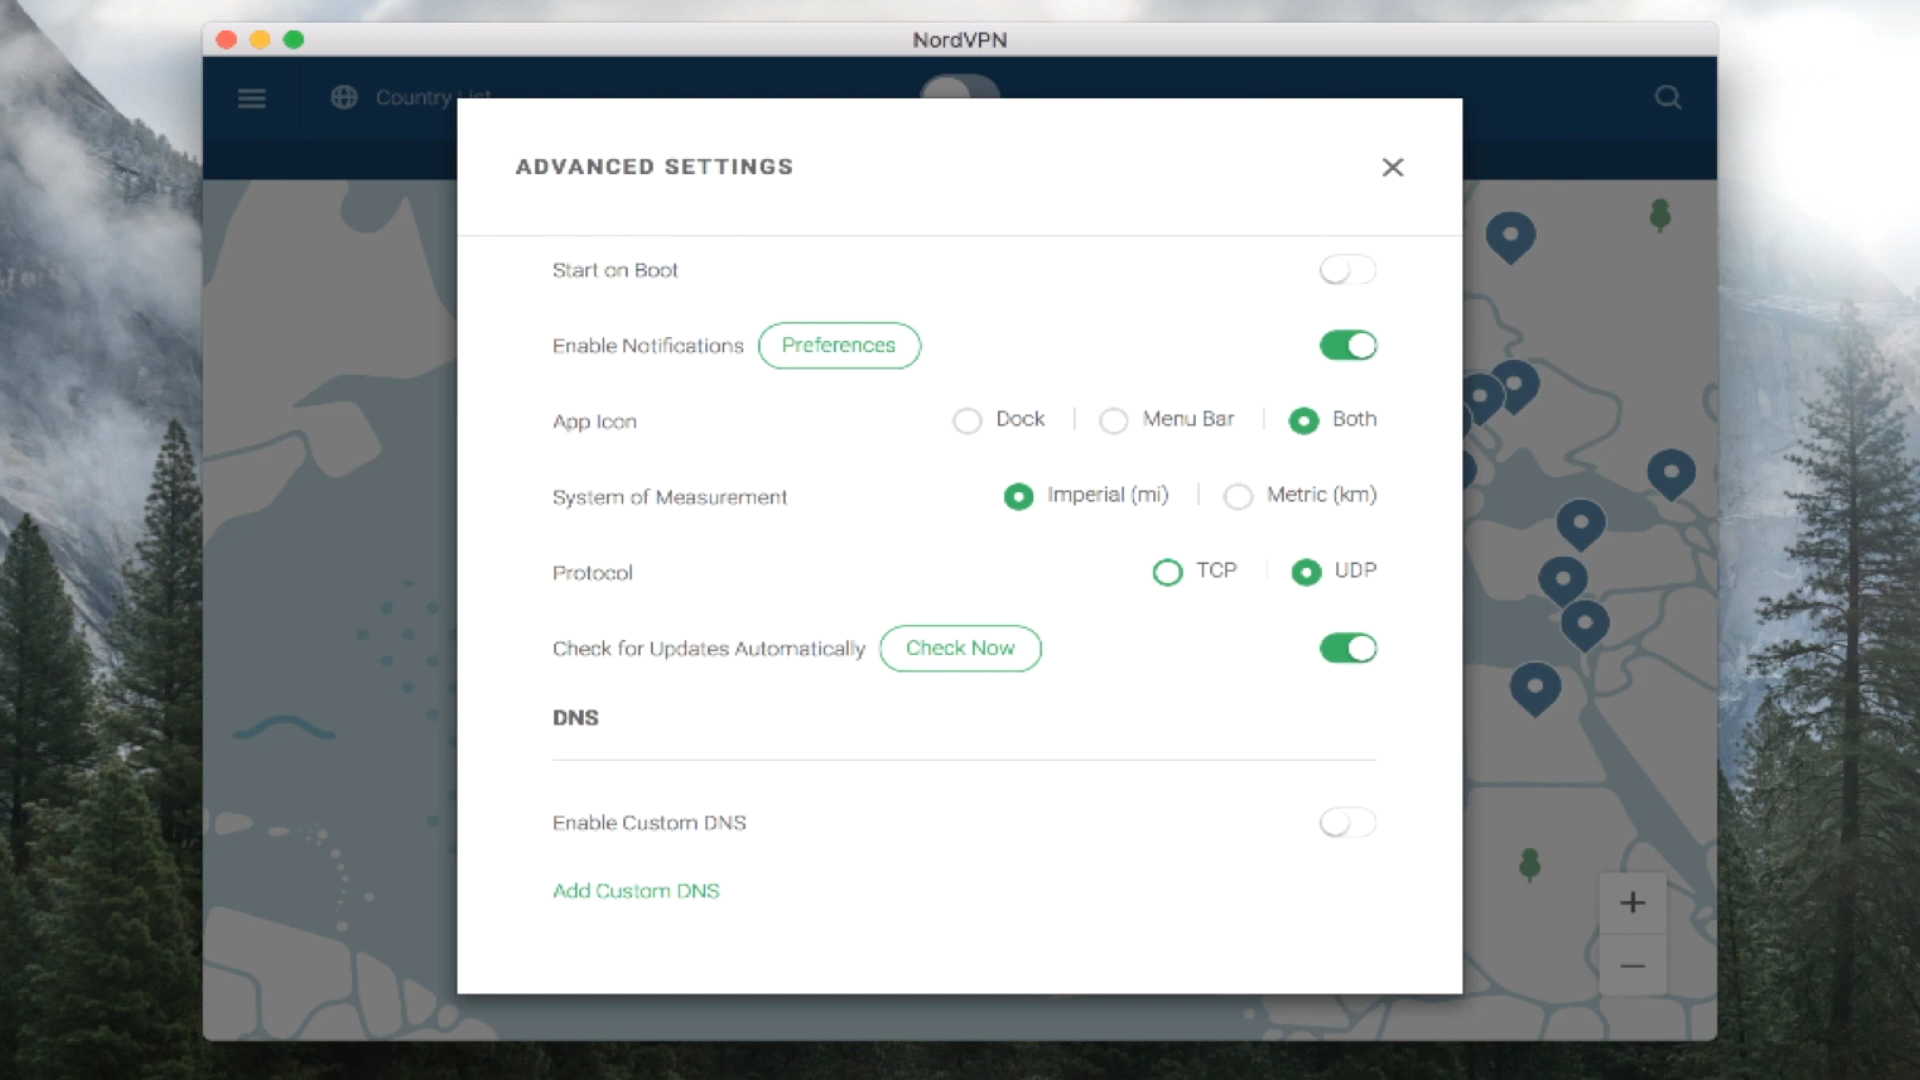 NordVPN
Country List
ADVANCED SETTINGS
Start on Boot
Enable Notifications Preferences
App Icon Dock Menu Bar Both
System of Measurement Imperial (mi) Metric (km)
Protocol TCP UDP
Check for Updates Automatically Check Now
DNS
Enable Custom DNS
Add Custom DNS